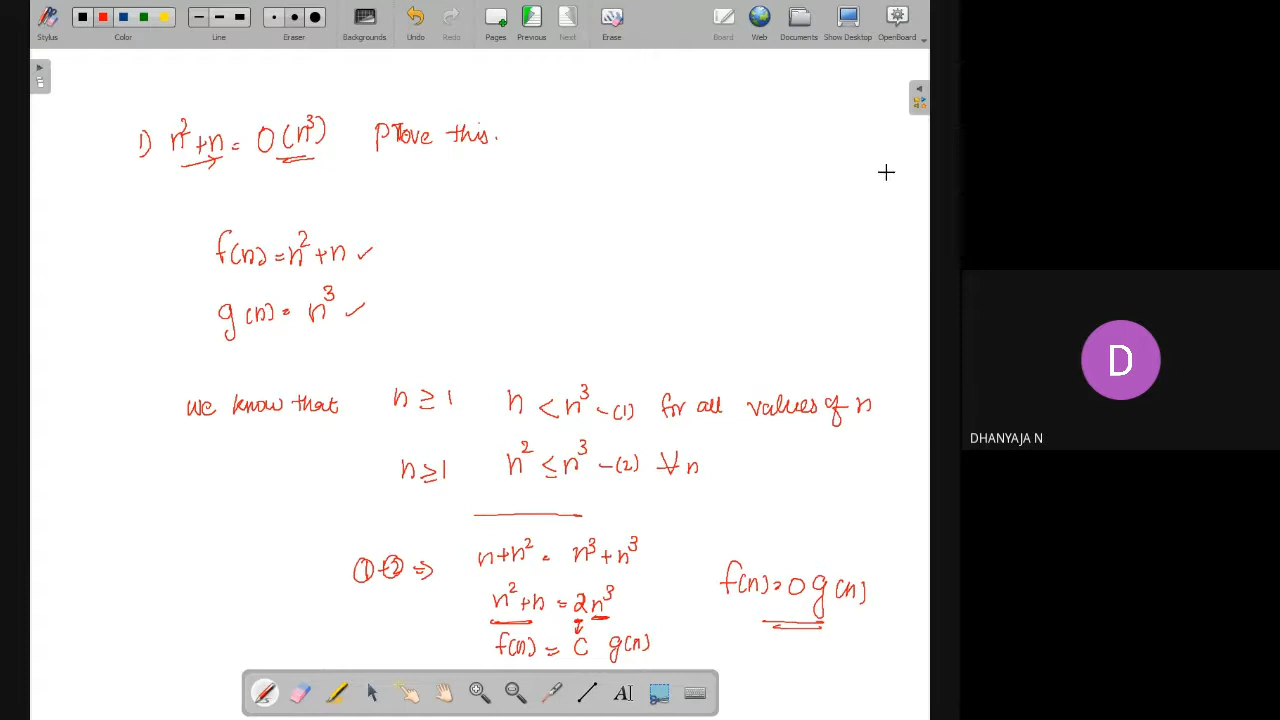 Stylus Color Line Eraser Backgrounds Undo Redo Pages Previous Next Erase Board Web Documents Show Desktop OpenBoard
1) n²+n = O(n³) Prove this.
f(n) = n²+n ✓
g(n) = n³ ✓
We know that n ≥ 1 n < n³ -(1) for all values of n
n ≥ 1 n² ≤ n³ -(2) ∀ n
①+② ⇒ n+n² = n³+n³
n²+n = 2n³
f(n) = C g(n)
f(n) = O g(n)
D
DHANYAJA N